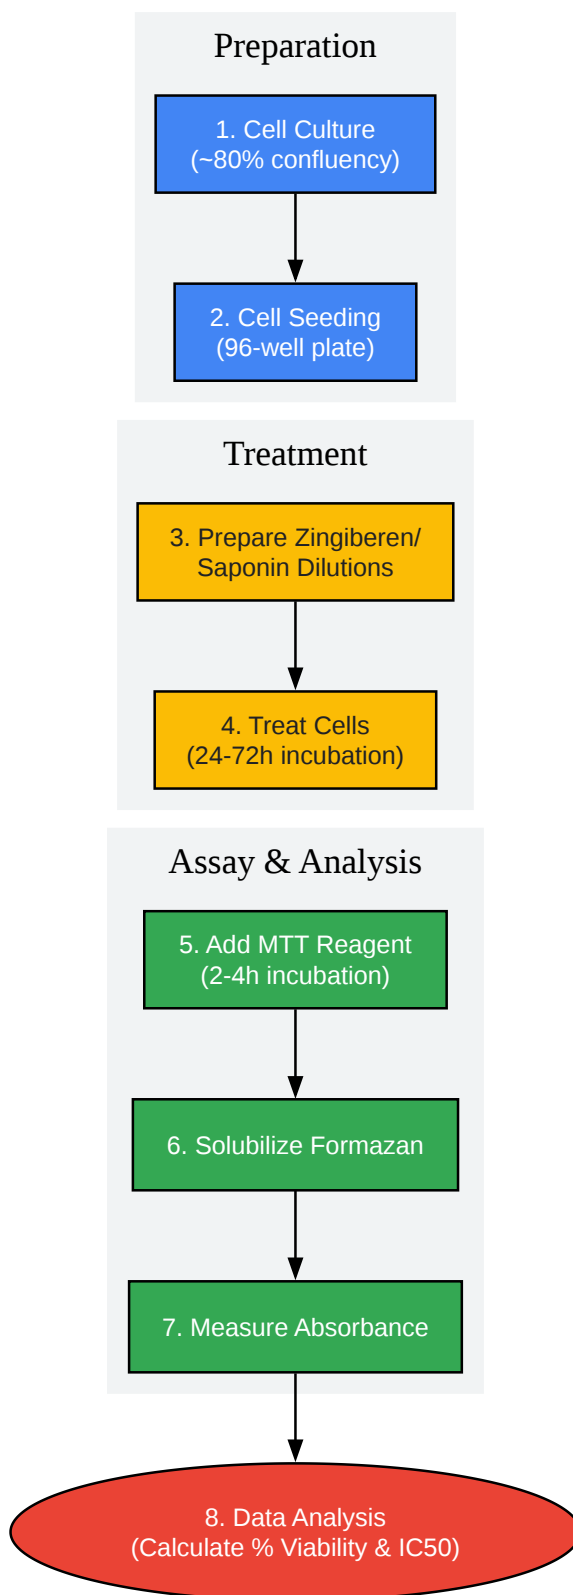 Preparation
1. Cell Culture
(~80% confluency)
2. Cell Seeding
(96-well plate)
Treatment
3. Prepare Zingiberen/
Saponin Dilutions
4. Treat Cells
(24-72h incubation)
Assay & Analysis
5. Add MTT Reagent
(2-4h incubation)
6. Solubilize Formazan
7. Measure Absorbance
8. Data Analysis
(Calculate % Viability & IC50)